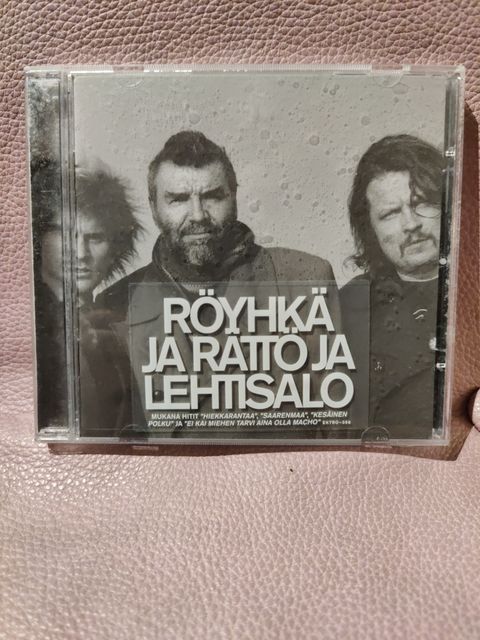 RÖYHKÄ
JA RÄTTÖ JA
LEHTISALO
MUKANA HITIT "HIEKKARANTAA", "SAARENMAA", "KESÄINEN
POLKU" JA "EI KAI MIEHEN TARVI AINA OLLA MACHO"